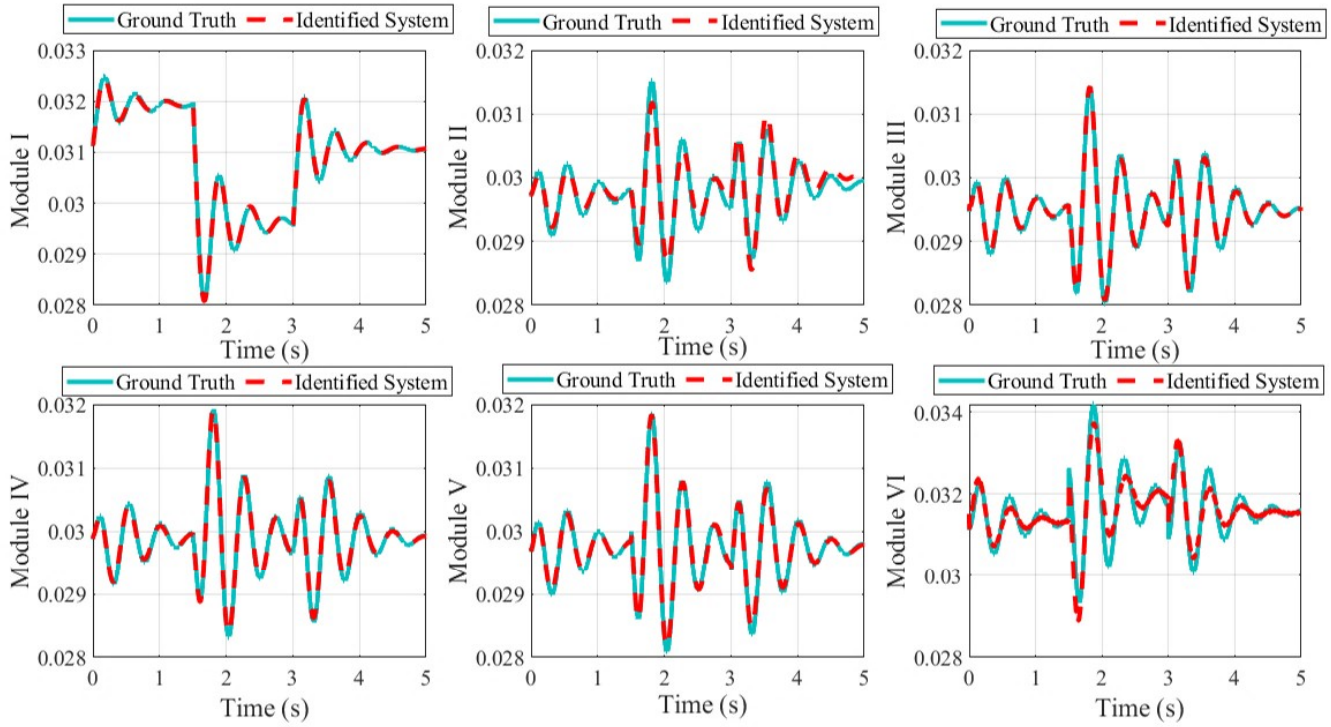 Ground Truth Identified System
Module I
0.033
0.032
0.031
0.03
0.029
0.028
0 1 2 3 4 5
Time (s)
Ground Truth Identified System
Module II
0.032
0.031
0.03
0.029
0.028
0 1 2 3 4 5
Time (s)
Ground Truth Identified System
Module III
0.032
0.031
0.03
0.029
0.028
0 1 2 3 4 5
Time (s)
Ground Truth Identified System
Module IV
0.032
0.031
0.03
0.029
0.028
0 1 2 3 4 5
Time (s)
Ground Truth Identified System
Module V
0.032
0.031
0.03
0.029
0.028
0 1 2 3 4 5
Time (s)
Ground Truth Identified System
Module VI
0.034
0.032
0.03
0.028
0 1 2 3 4 5
Time (s)